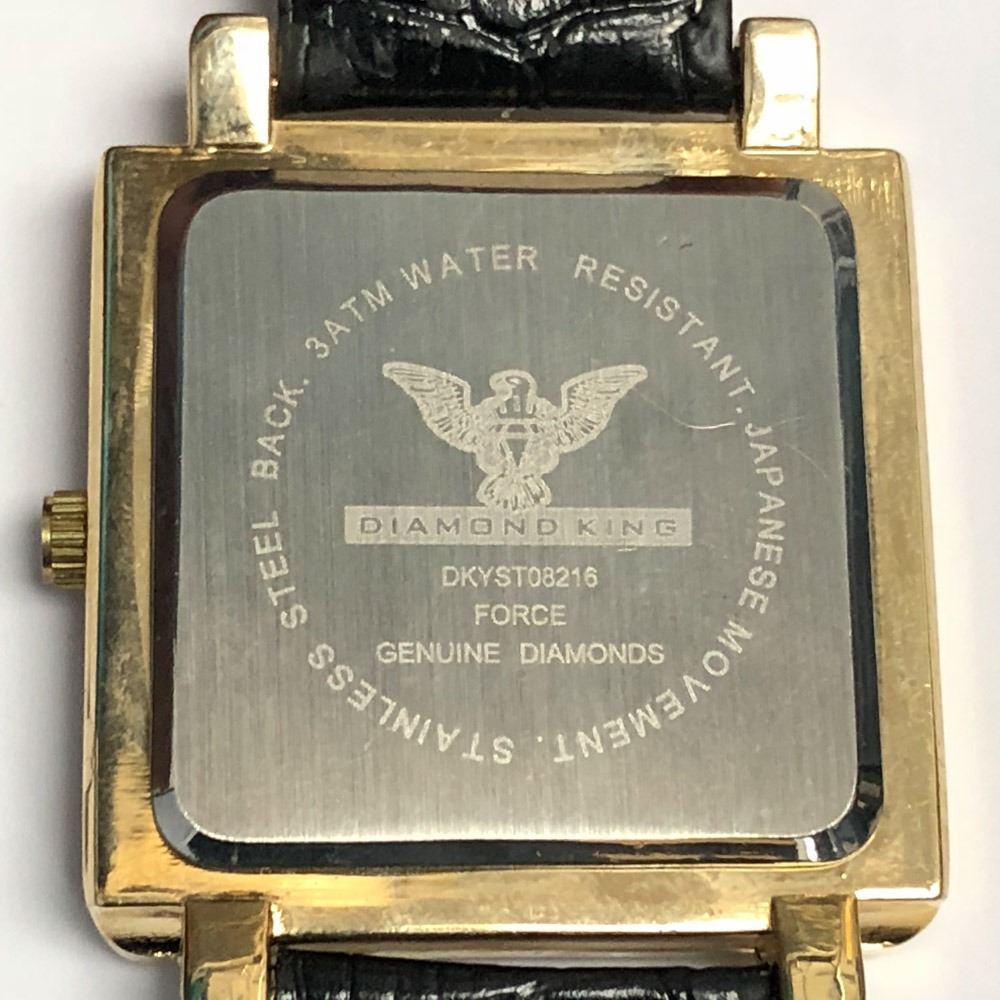 3ATM WATER RESISTANT. JAPANESE MOVEMENT. STAINLESS STEEL BACK.
DIAMOND KING
DKYST08216
FORCE
GENUINE DIAMONDS